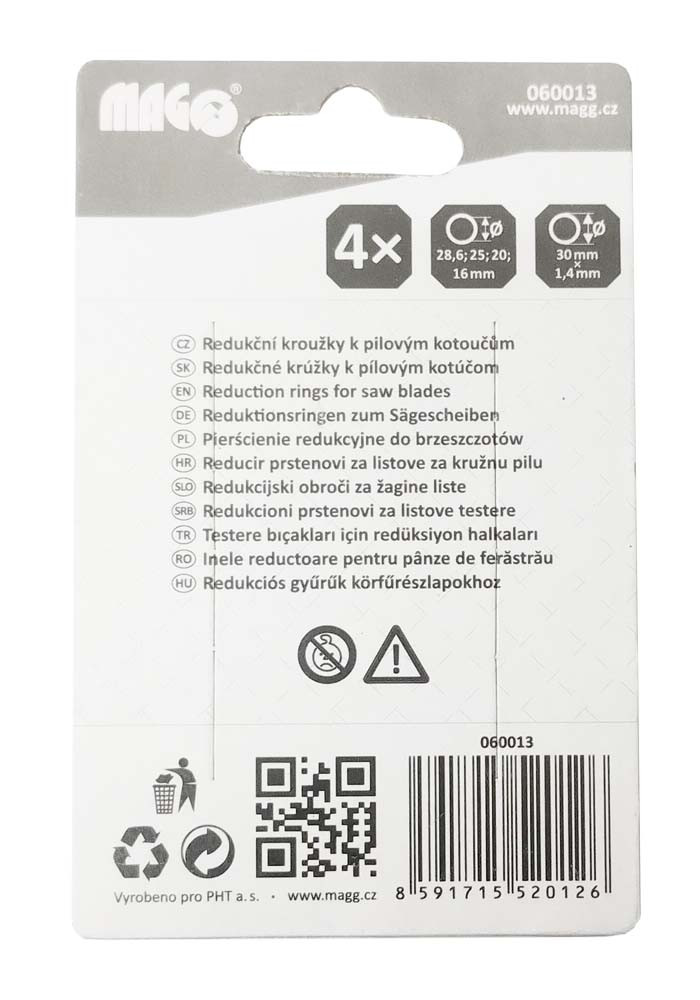 MAGG®
060013
www.magg.cz
4×
Ø
28,6; 25; 20;
16 mm
Ø
30 mm
×
1,4 mm
CZ Redukční kroužky k pilovým kotoučům
SK Redukčné krúžky k pílovým kotúčom
EN Reduction rings for saw blades
DE Reduktionsringen zum Sägescheiben
PL Pierścienie redukcyjne do brzeszczotów
HR Reducir prstenovi za listove za kružnu pilu
SLO Redukcijski obroči za žagine liste
SRB Redukcioni prstenovi za listove testere
TR Testere bıçakları için redüksiyon halkaları
RO Inele reductoare pentru pânze de ferăstrău
HU Redukciós gyűrűk körfűrészlapokhoz
060013
Vyrobeno pro PHT a. s. · www.magg.cz
8 591715 520126